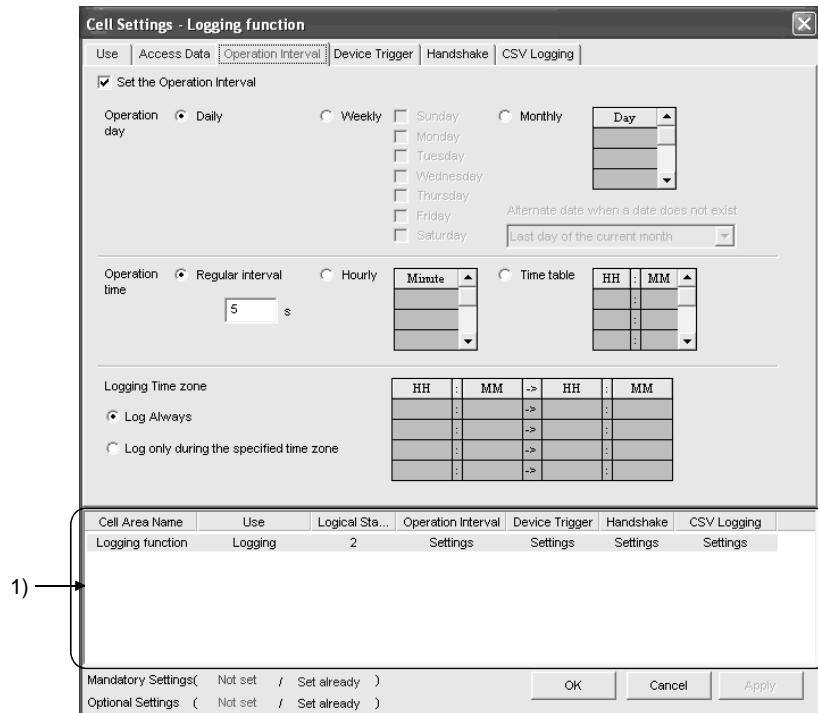 Cell Settings - Logging function
Use Access Data Operation Interval Device Trigger Handshake CSV Logging
Set the Operation Interval
Operation day
Daily
Weekly
Sunday
Monday
Tuesday
Wednesday
Thursday
Friday
Saturday
Monthly
Day
Alternate date when a date does not exist
Last day of the current month
Operation time
Regular interval
5 s
Hourly
Minute
Time table
HH : MM
:
:
:
Logging Time zone
Log Always
Log only during the specified time zone
HH : MM -> HH : MM
: -> :
: -> :
: -> :
: -> :
Cell Area Name Use Logical Sta... Operation Interval Device Trigger Handshake CSV Logging
Logging function Logging 2 Settings Settings Settings Settings
1)
Mandatory Settings( Not set / Set already )
Optional Settings ( Not set / Set already )
OK Cancel Apply